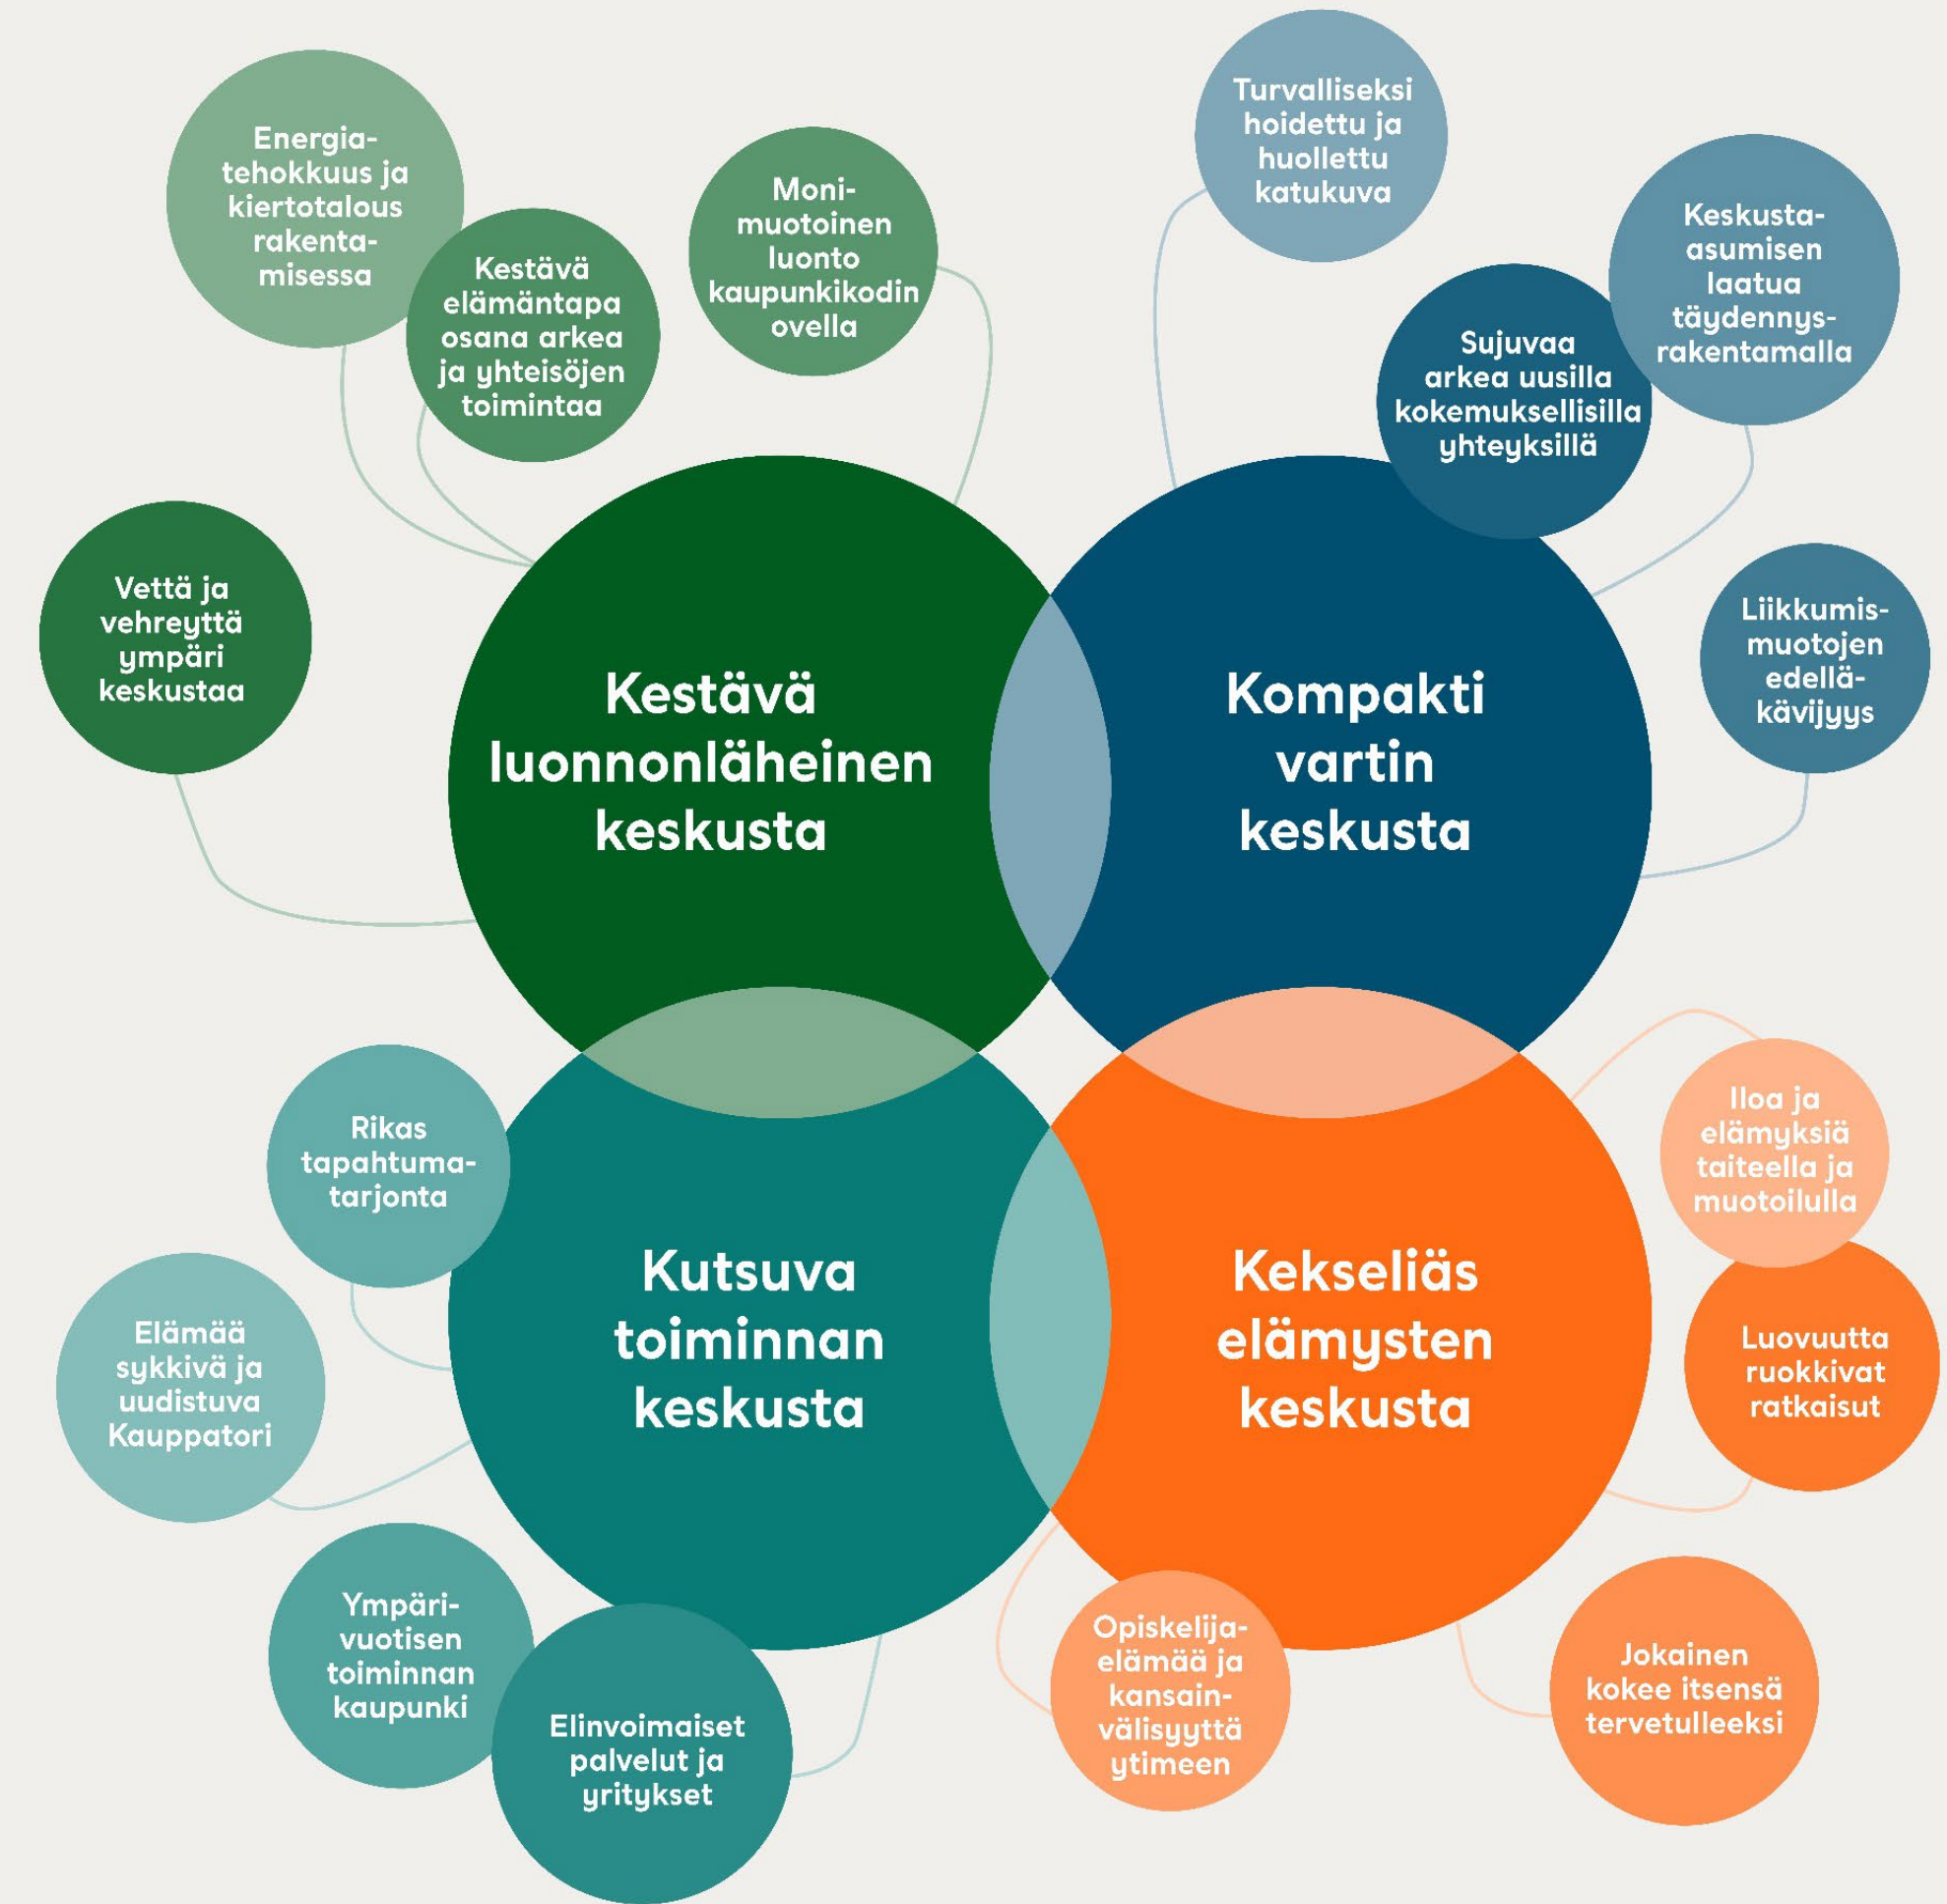 Energia-
tehokkuus ja
kiertotalous
rakenta-
misessa
Kestävä
elämäntapa
osana arkea
ja yhteisöjen
toimintaa
Moni-
muotoinen
luonto
kaupunkikodin
ovella
Vettä ja
vehreyttä
ympäri
keskustaa
Kestävä
luonnonläheinen
keskusta
Turvalliseksi
hoidettu ja
huollettu
katukuva
Keskusta-
asumisen
laatua
täydennys-
rakentamalla
Sujuvaa
arkea uusilla
kokemuksellisilla
yhteyksillä
Liikkumis-
muotojen
edellä-
kävijyys
Kompakti
vartin
keskusta
Rikas
tapahtuma-
tarjonta
Elämää
sykkivä ja
uudistuva
Kauppatori
Kutsuva
toiminnan
keskusta
Ympäri-
vuotisen
toiminnan
kaupunki
Elinvoimaiset
palvelut ja
yritykset
Kekseliäs
elämysten
keskusta
Iloa ja
elämyksiä
taiteella ja
muotoilulla
Luovuutta
ruokkivat
ratkaisut
Opiskelija-
elämää ja
kansain-
välisyyttä
ytimeen
Jokainen
kokee itsensä
tervetulleeksi